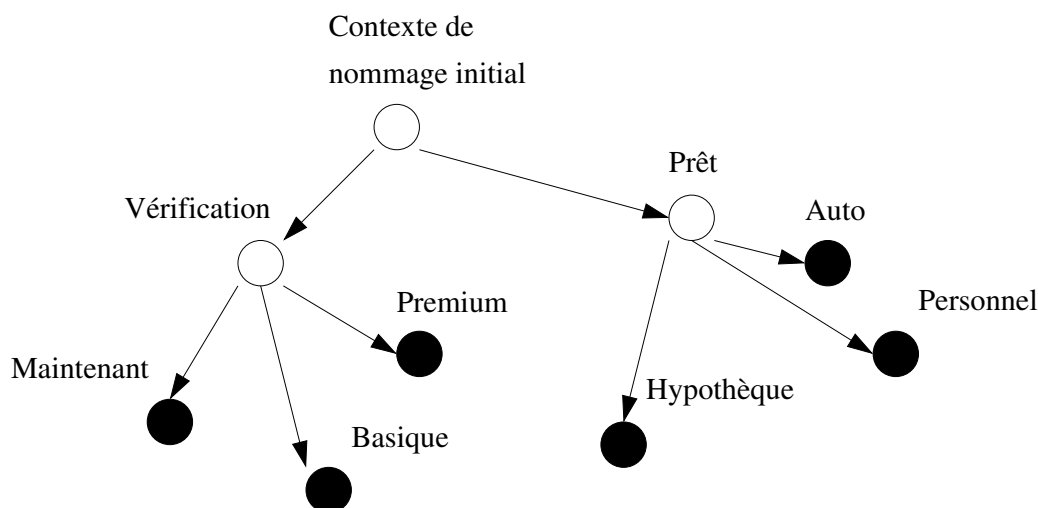 Contexte de
nommage initial
Prêt
Vérification
Auto
Premium
Personnel
Maintenant
Hypothèque
Basique